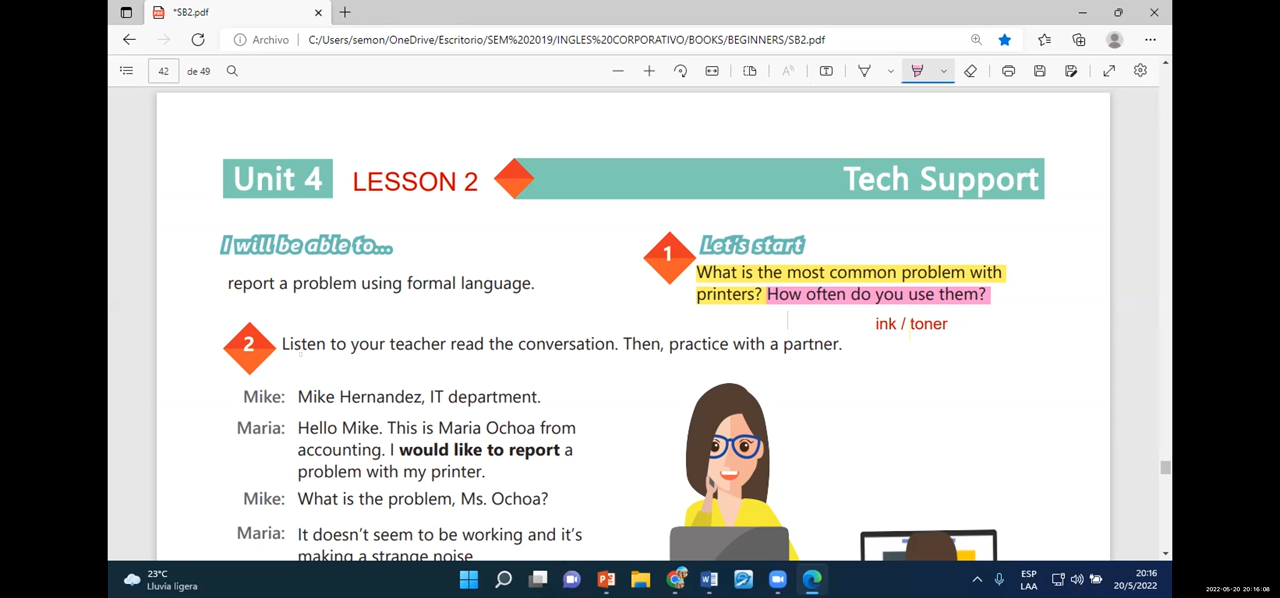 *SB2.pdf
Archivo C:/Users/semon/OneDrive/Escritorio/SEM%202019/INGLES%20CORPORATIVO/BOOKS/BEGINNERS/SB2.pdf
42 de 49
Unit 4 LESSON 2 Tech Support
I will be able to...
report a problem using formal language.
1 Let's start
What is the most common problem with
printers? How often do you use them?
ink / toner
2 Listen to your teacher read the conversation. Then, practice with a partner.
Mike: Mike Hernandez, IT department.
Maria: Hello Mike. This is Maria Ochoa from
accounting. I would like to report a
problem with my printer.
Mike: What is the problem, Ms. Ochoa?
Maria: It doesn't seem to be working and it's
making a strange noise
23°C
Lluvia ligera
ESP
LAA
20:16
20/5/2022
2022-05-20 20:16:08